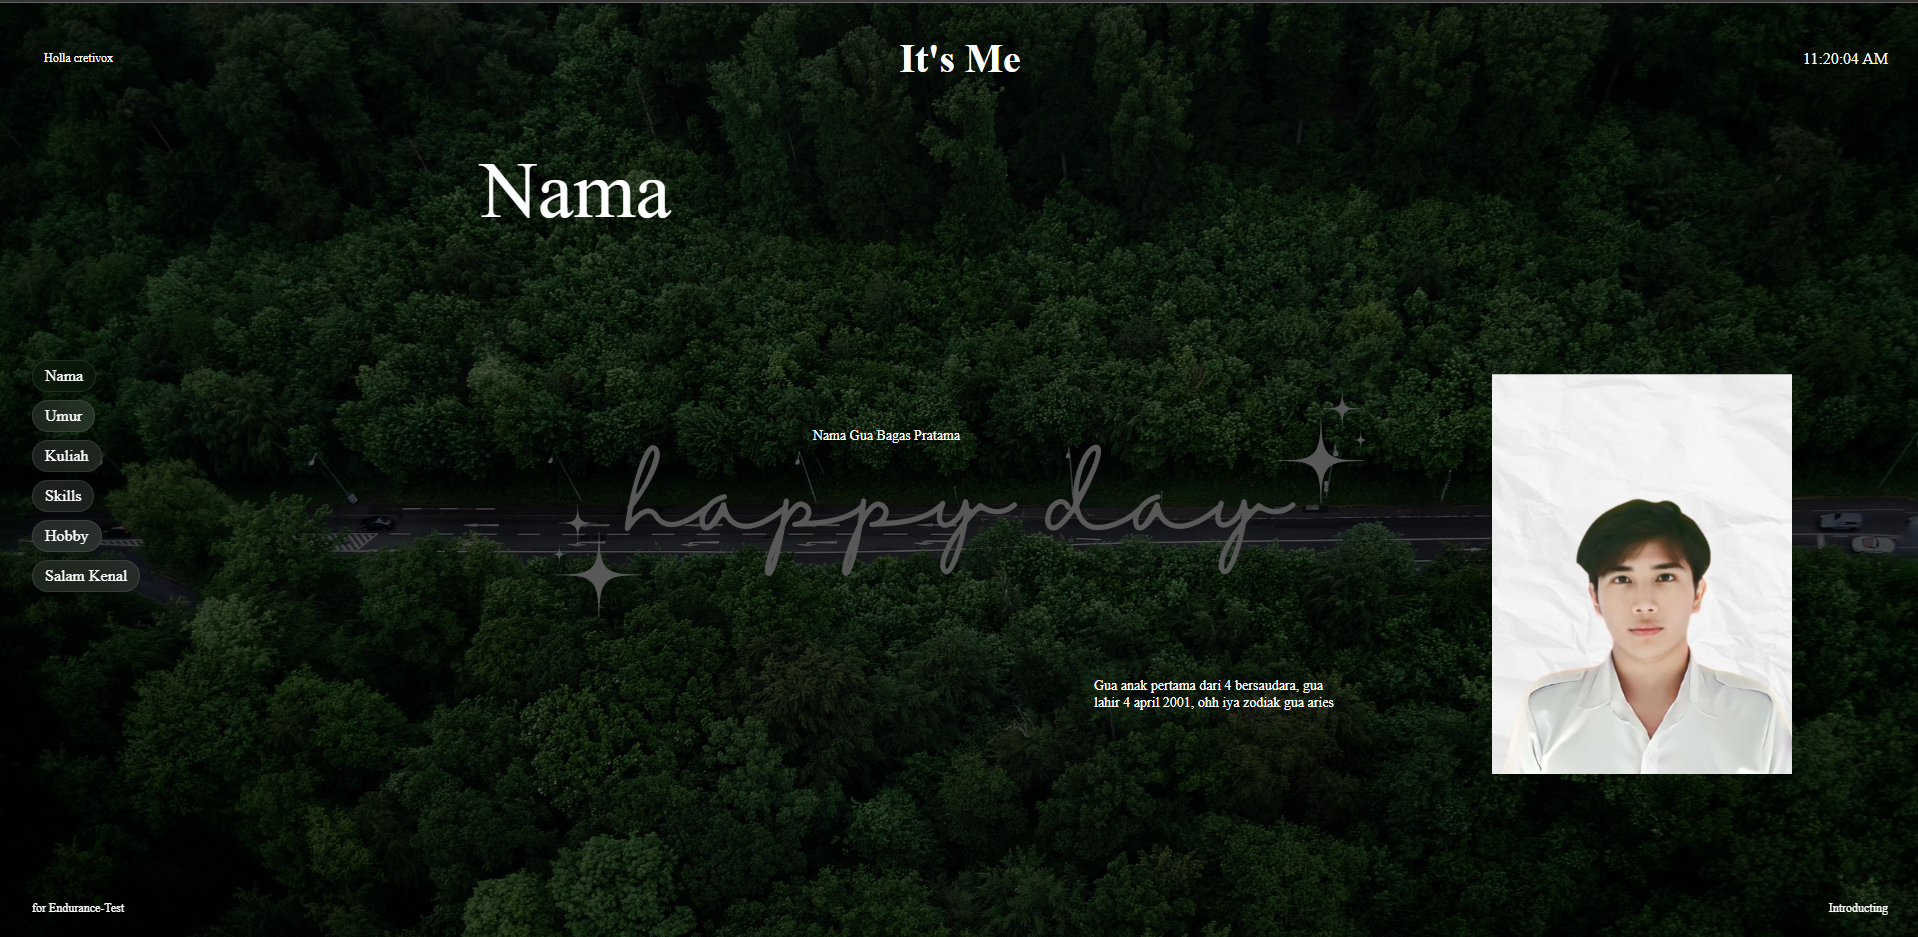 Holla cretivox
It's Me
11:20:04 AM
Nama
Nama
Umur
Kuliah
Skills
Hobby
Salam Kenal
Nama Gua Bagas Pratama
happy day
Gua anak pertama dari 4 bersaudara, gua
lahir 4 april 2001, ohh iya zodiak gua aries
for Endurance-Test
Introducting